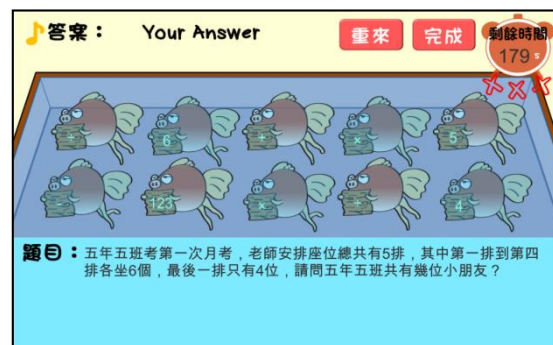 答案：
Your Answer
重來
完成
剩餘時間
179 s
6
×
5
123
×
4
題目：五年五班考第一次月考，老師安排座位總共有5排，其中第一排到第四
排各坐6個，最後一排只有4位，請問五年五班共有幾位小朋友？